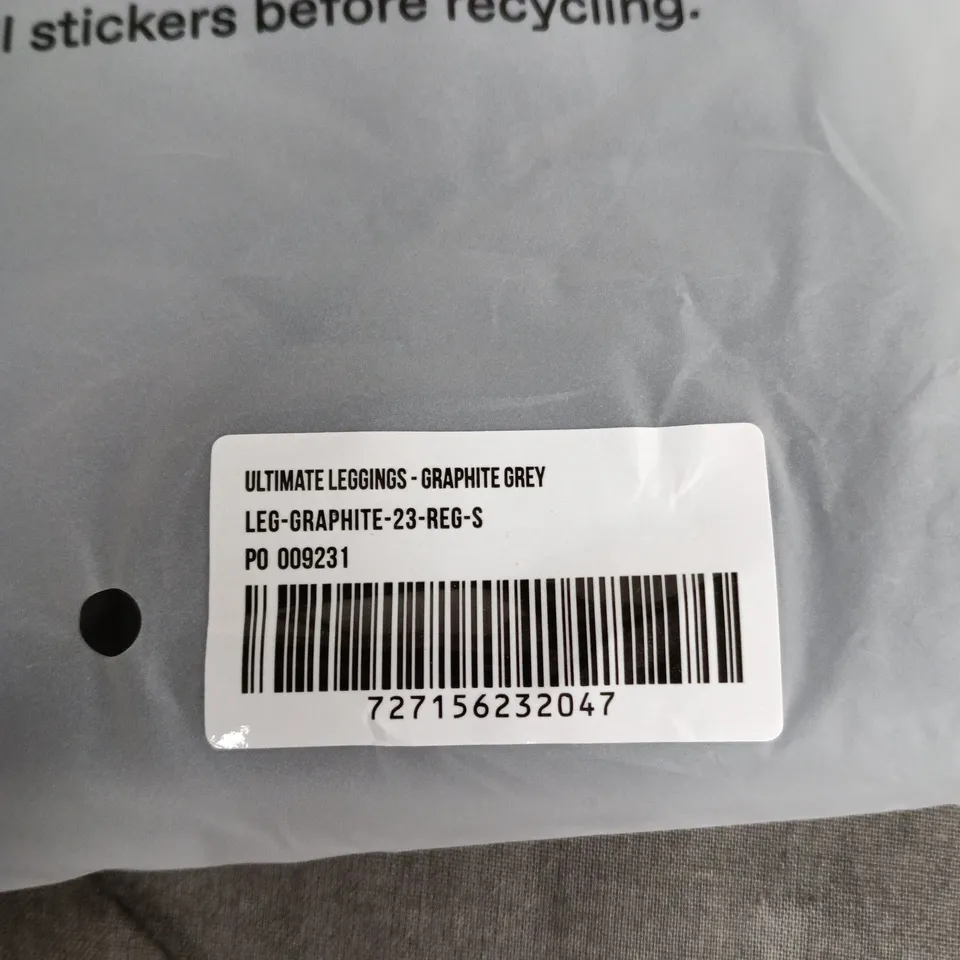 l stickers before recycling.
ULTIMATE LEGGINGS - GRAPHITE GREY
LEG-GRAPHITE-23-REG-S
PO 009231
727156232047